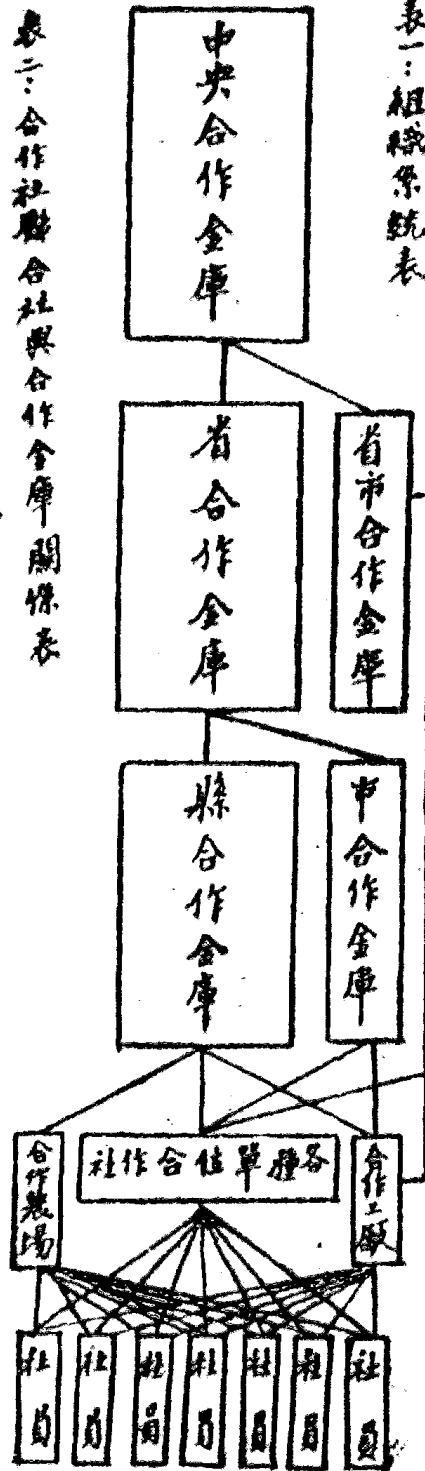 表一：組織系統表
中央合作金庫
省市合作金庫
省合作金庫
市合作金庫
縣合作金庫
合作工廠
各種單位合作社
合作農場
社員
社員
社員
社員
社員
社員
社員
表二：合作社聯合社與合作金庫關係表